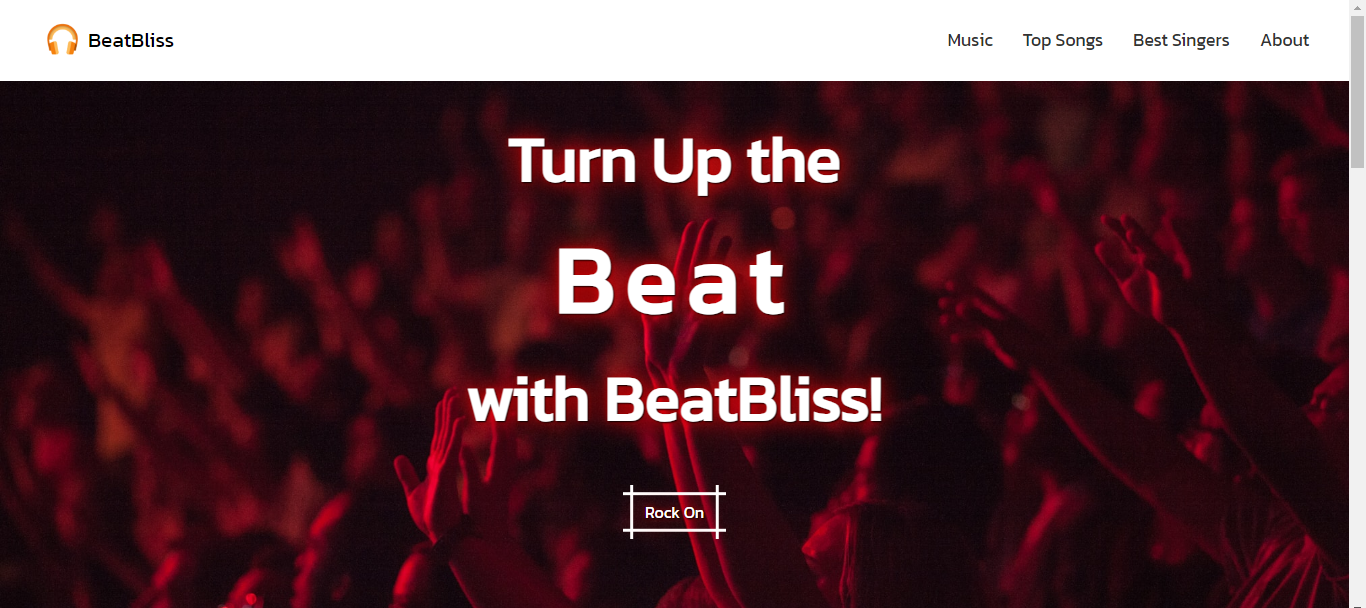 BeatBliss
Music Top Songs Best Singers About
Turn Up the
Beat
with BeatBliss!
Rock On